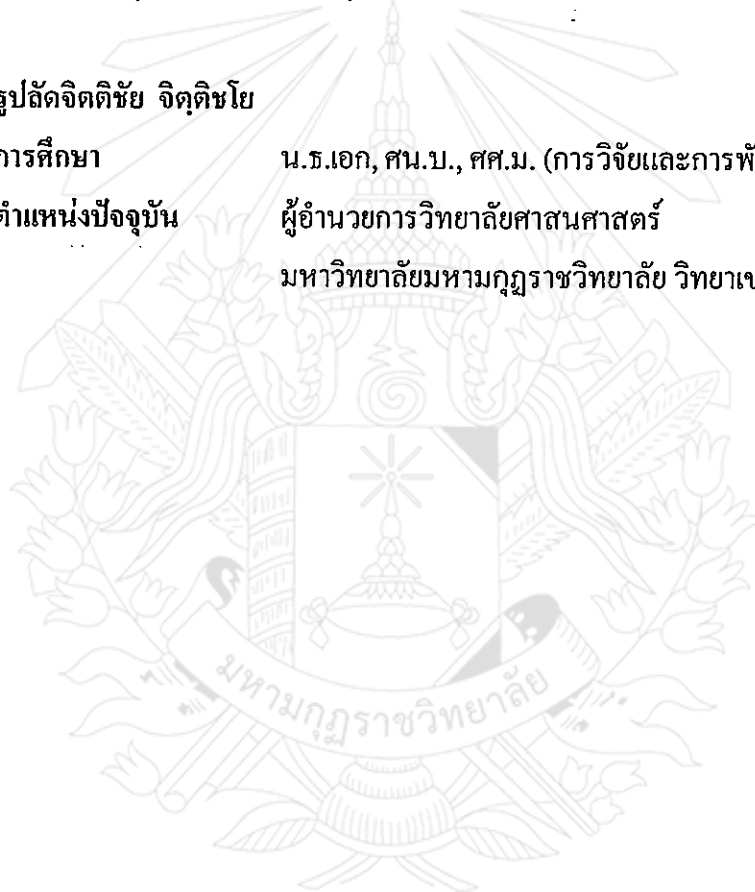 รูปลัดจิตติชัย จิตฺติชโย
การศึกษา น.ธ.เอก, ศน.บ., ศศ.ม. (การวิจัยและการพั
ตำแหน่งปัจจุบัน ผู้อำนวยการวิทยาลัยศาสนศาสตร์
มหาวิทยาลัยมหามกุฏราชวิทยาลัย วิทยาเข
มหามกุฏราชวิทยาลัย